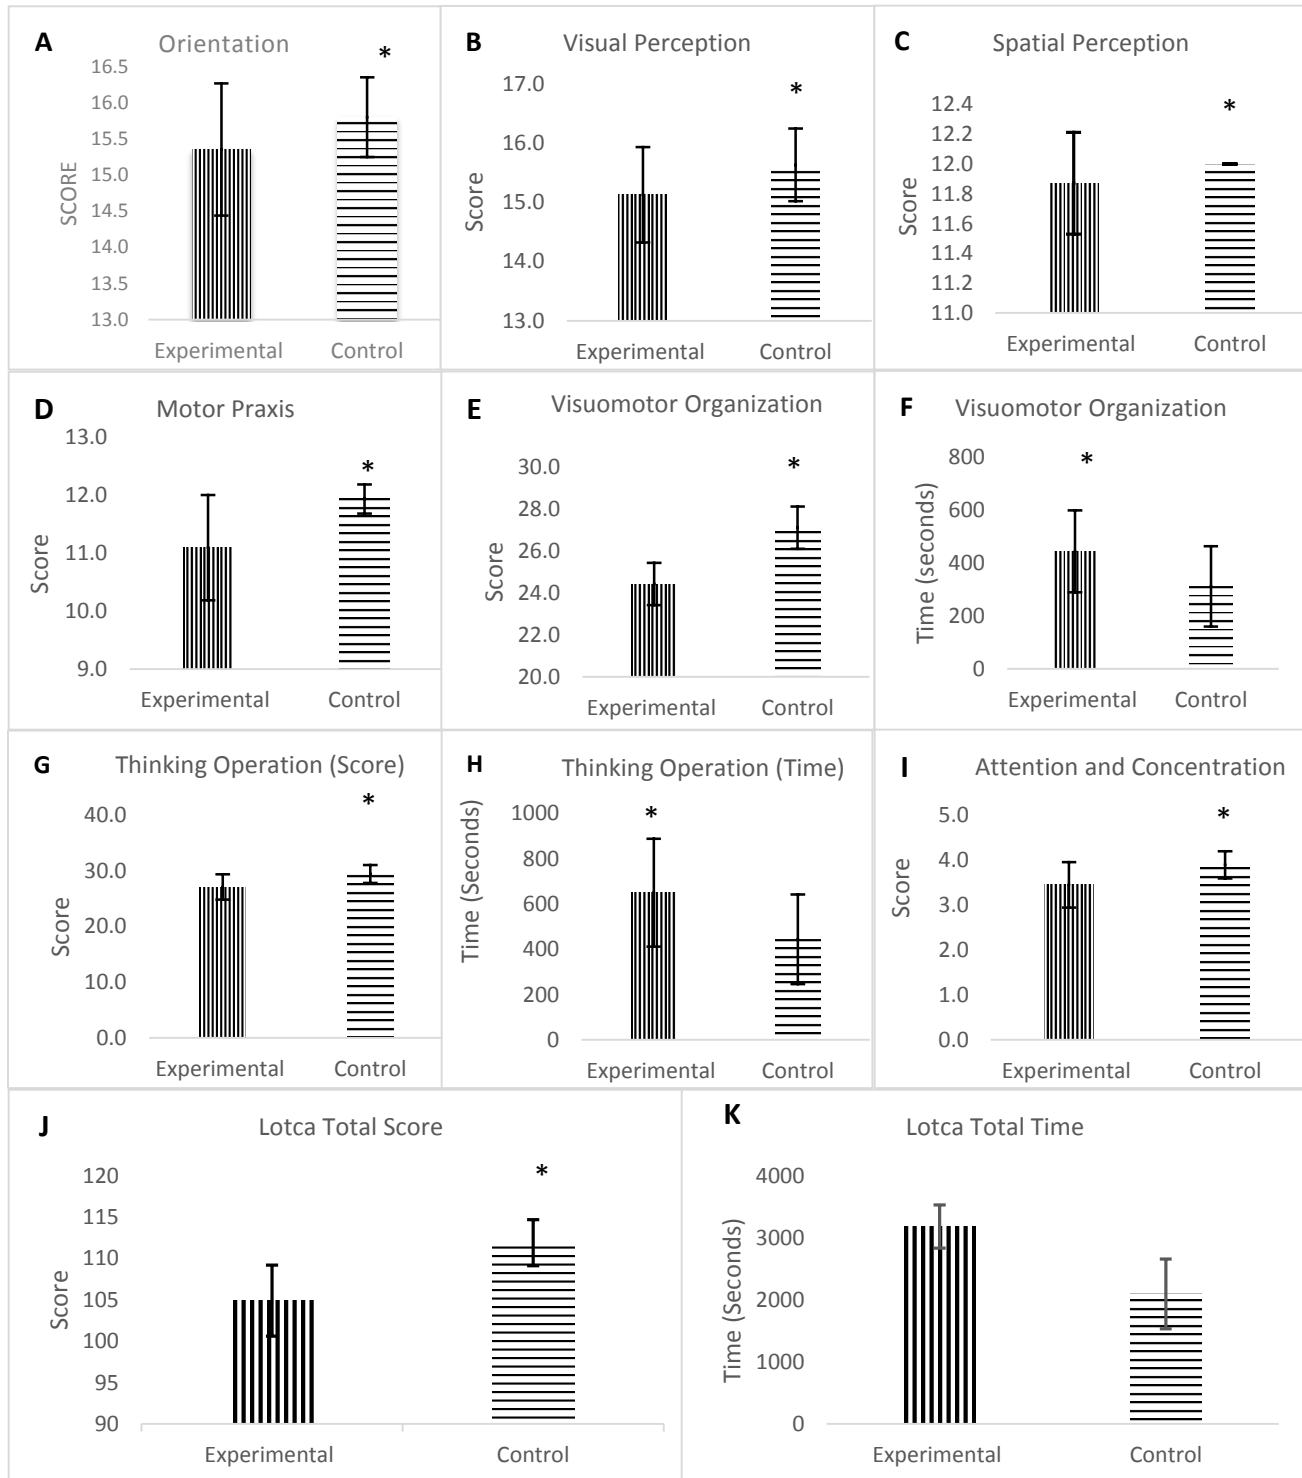 A
Orientation
*
SCORE
16.5
16.0
15.5
15.0
14.5
14.0
13.5
13.0
Experimental
Control
B
Visual Perception
*
Score
17.0
16.0
15.0
14.0
13.0
Experimental
Control
C
Spatial Perception
*
Score
12.4
12.2
12.0
11.8
11.6
11.4
11.2
11.0
Experimental
Control
D
Motor Praxis
*
Score
13.0
12.0
11.0
10.0
9.0
Experimental
Control
E
Visuomotor Organization
*
Score
30.0
28.0
26.0
24.0
22.0
20.0
Experimental
Control
F
Visuomotor Organization
*
Time (seconds)
800
600
400
200
0
Experimental
Control
G
Thinking Operation (Score)
*
Score
40.0
30.0
20.0
10.0
0.0
Experimental
Control
H
Thinking Operation (Time)
*
Time (Seconds)
1000
800
600
400
200
0
Experimental
Control
I
Attention and Concentration
*
Score
5.0
4.0
3.0
2.0
1.0
0.0
Experimental
Control
J
Lotca Total Score
*
Score
120
115
110
105
100
95
90
Experimental
Control
K
Lotca Total Time
Time (Seconds)
4000
3000
2000
1000
0
Experimental
Control